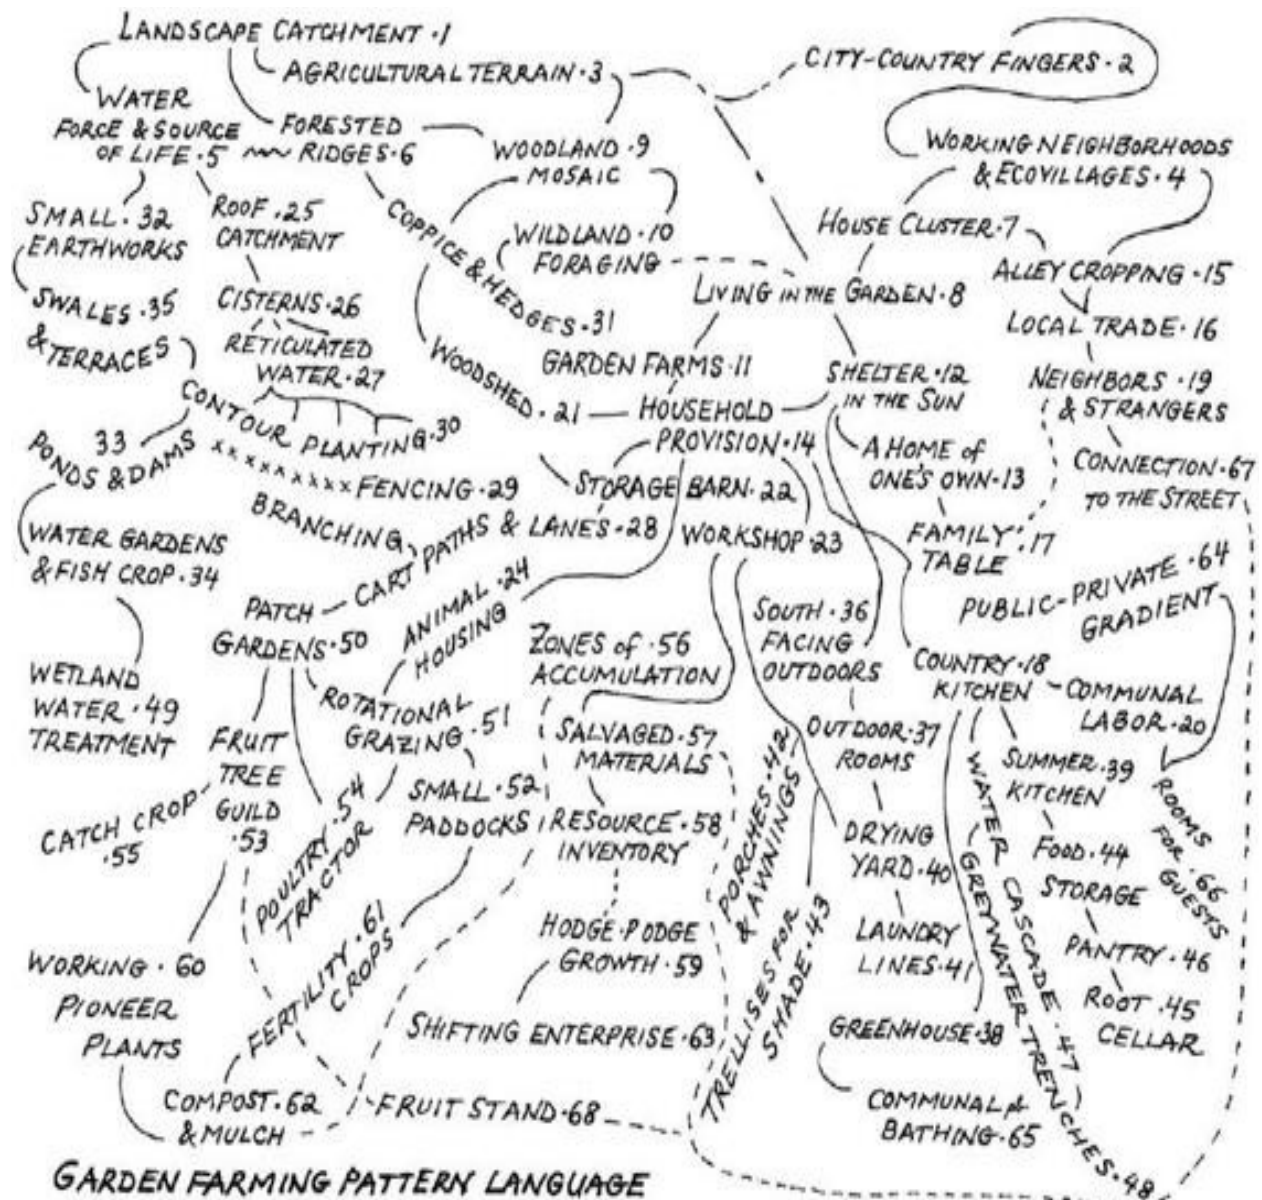 LANDSCAPE CATCHMENT ·1
CITY-COUNTRY FINGERS · 2
AGRICULTURAL TERRAIN · 3
WATER
FORCE & SOURCE
OF LIFE · 5
FORESTED
RIDGES · 6
WOODLAND · 9
MOSAIC
WORKING NEIGHBORHOODS
& ECOVILLAGES · 4
SMALL · 32
EARTHWORKS
ROOF · 25
CATCHMENT
COPPICE & HEDGES · 31
WILDLAND · 10
FORAGING
HOUSE CLUSTER · 7
ALLEY CROPPING · 15
LIVING IN THE GARDEN · 8
SWALES · 35
& TERRACES
CISTERNS · 26
RETICULATED
WATER · 27
LOCAL TRADE · 16
WOODSHED · 21
GARDEN FARMS · 11
SHELTER · 12
IN THE SUN
NEIGHBORS · 19
& STRANGERS
CONTOUR PLANTING · 30
HOUSEHOLD
PROVISION · 14
33
PONDS & DAMS
A HOME of
ONE'S OWN · 13
CONNECTION · 67
TO THE STREET
FENCING · 29
STORAGE BARN · 22
BRANCHING
CART PATHS & LANES · 28
WORKSHOP · 23
FAMILY · 17
TABLE
WATER GARDENS
& FISH CROP · 34
ANIMAL · 24
HOUSING
PUBLIC-PRIVATE · 64
GRADIENT
PATCH
GARDENS · 50
ZONES of · 56
ACCUMULATION
SOUTH · 36
FACING
OUTDOORS
COUNTRY · 18
KITCHEN
COMMUNAL
LABOR · 20
WETLAND
WATER · 49
TREATMENT
ROTATIONAL
GRAZING · 51
SALVAGED · 57
MATERIALS
OUTDOOR · 37
ROOMS
FRUIT
TREE
GUILD
· 53
SMALL · 52
PADDOCKS
PORCHES · 42
& AWNINGS
SUMMER · 39
KITCHEN
ROOMS
FOR · 66
GUESTS
CATCH CROP
· 55
POULTRY · 54
TRACTOR
RESOURCE · 58
INVENTORY
DRYING
YARD · 40
WATER CASCADE · 47
GREYWATER TRENCHES · 48
FOOD · 44
STORAGE
HODGE·PODGE
GROWTH · 59
TRELLISES FOR
SHADE · 43
LAUNDRY
LINES · 41
PANTRY · 46
WORKING · 60
PIONEER
PLANTS
FERTILITY · 61
CROPS
SHIFTING ENTERPRISE · 63
GREENHOUSE · 38
ROOT · 45
CELLAR
COMPOST · 62
& MULCH
FRUIT STAND · 68
COMMUNAL &
BATHING · 65
GARDEN FARMING PATTERN LANGUAGE